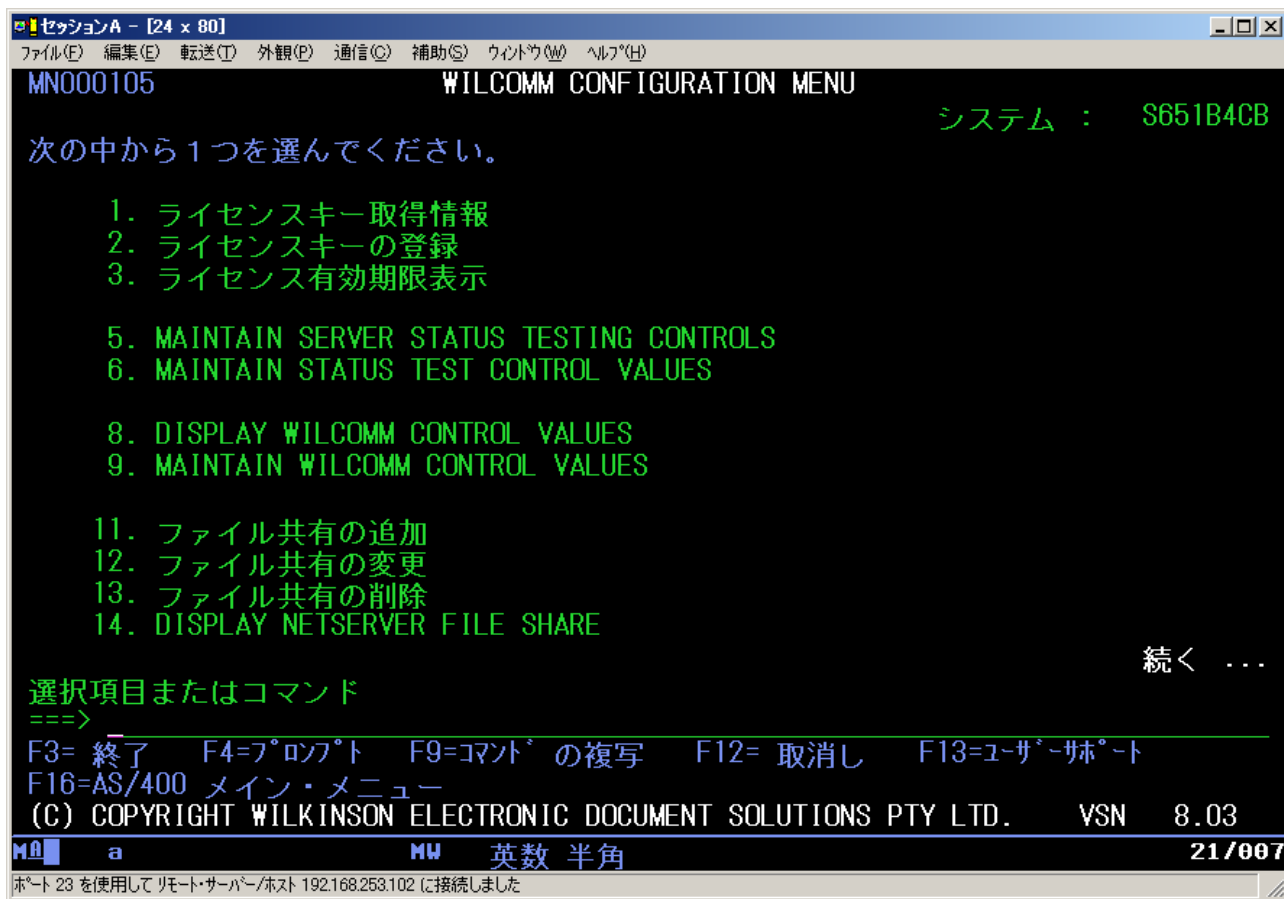 セッションA - [24 x 80]
ファイル(F) 編集(E) 転送(T) 外観(P) 通信(C) 補助(S) ウィンドウ(W) ヘルプ(H)
MN000105 WILCOMM CONFIGURATION MENU
システム : S651B4CB
次の中から1つを選んでください。
1. ライセンスキー取得情報
2. ライセンスキーの登録
3. ライセンス有効期限表示
5. MAINTAIN SERVER STATUS TESTING CONTROLS
6. MAINTAIN STATUS TEST CONTROL VALUES
8. DISPLAY WILCOMM CONTROL VALUES
9. MAINTAIN WILCOMM CONTROL VALUES
11. ファイル共有の追加
12. ファイル共有の変更
13. ファイル共有の削除
14. DISPLAY NETSERVER FILE SHARE
続く ...
選択項目またはコマンド
===>
F3= 終了 F4=プロンプト F9=コマンド の複写 F12= 取消し F13=ユーザーサポート
F16=AS/400 メイン・メニュー
(C) COPYRIGHT WILKINSON ELECTRONIC DOCUMENT SOLUTIONS PTY LTD. VSN 8.03
MA a MW 英数 半角 21/007
ポート 23 を使用して リモート・サーバー/ホスト 192.168.253.102 に接続しました